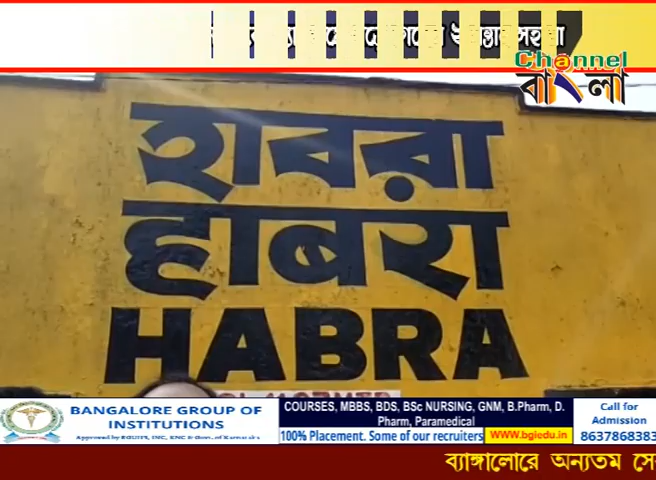 Channel
বাংলা
হাবরা
हाबरा
HABRA
BANGALORE GROUP OF
INSTITUTIONS
COURSES, MBBS, BDS, BSc NURSING, GNM, B.Pharm, D.
Pharm, Paramedical
100% Placement. Some of our recruiters www.bgiedu.in
Call for
Admission
8637868383
ব্যাঙ্গালোরে অন্যতম